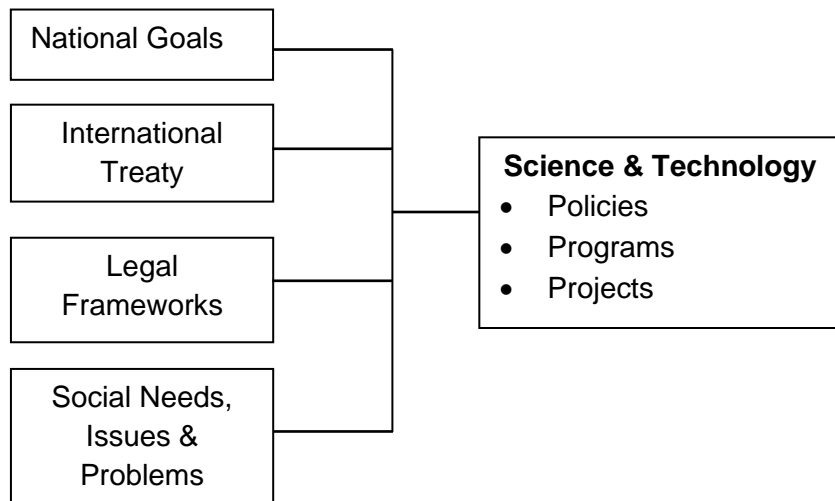 National Goals
International
Treaty
Legal
Frameworks
Social Needs,
Issues &
Problems
Science & Technology
• Policies
• Programs
• Projects